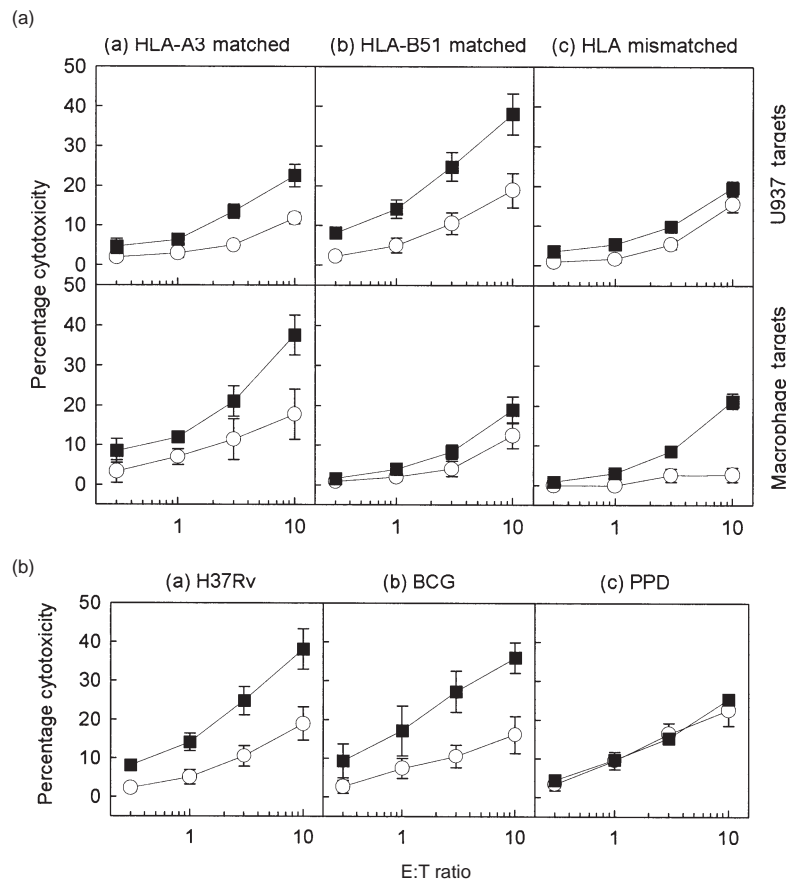 (a)
(a) HLA-A3 matched
(b) HLA-B51 matched
(c) HLA mismatched
50
40
30
20
10
0
U937 targets
50
40
30
20
10
0
Macrophage targets
Percentage cytotoxicity
1
10
1
10
1
10
(b)
(a) H37Rv
(b) BCG
(c) PPD
50
40
30
20
10
0
Percentage cytotoxicity
1
10
1
10
1
10
E:T ratio